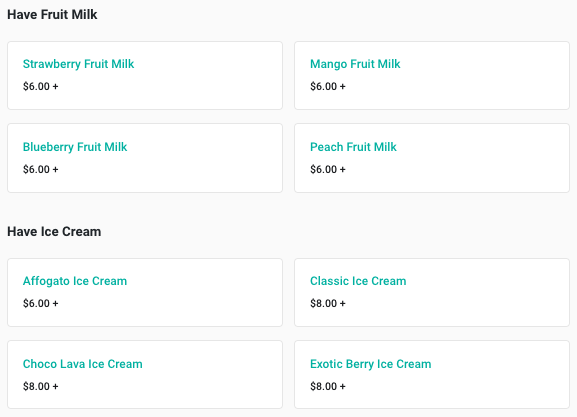 Have Fruit Milk
Strawberry Fruit Milk
$6.00 +
Mango Fruit Milk
$6.00 +
Blueberry Fruit Milk
$6.00 +
Peach Fruit Milk
$6.00 +
Have Ice Cream
Affogato Ice Cream
$6.00 +
Classic Ice Cream
$8.00 +
Choco Lava Ice Cream
$8.00 +
Exotic Berry Ice Cream
$8.00 +